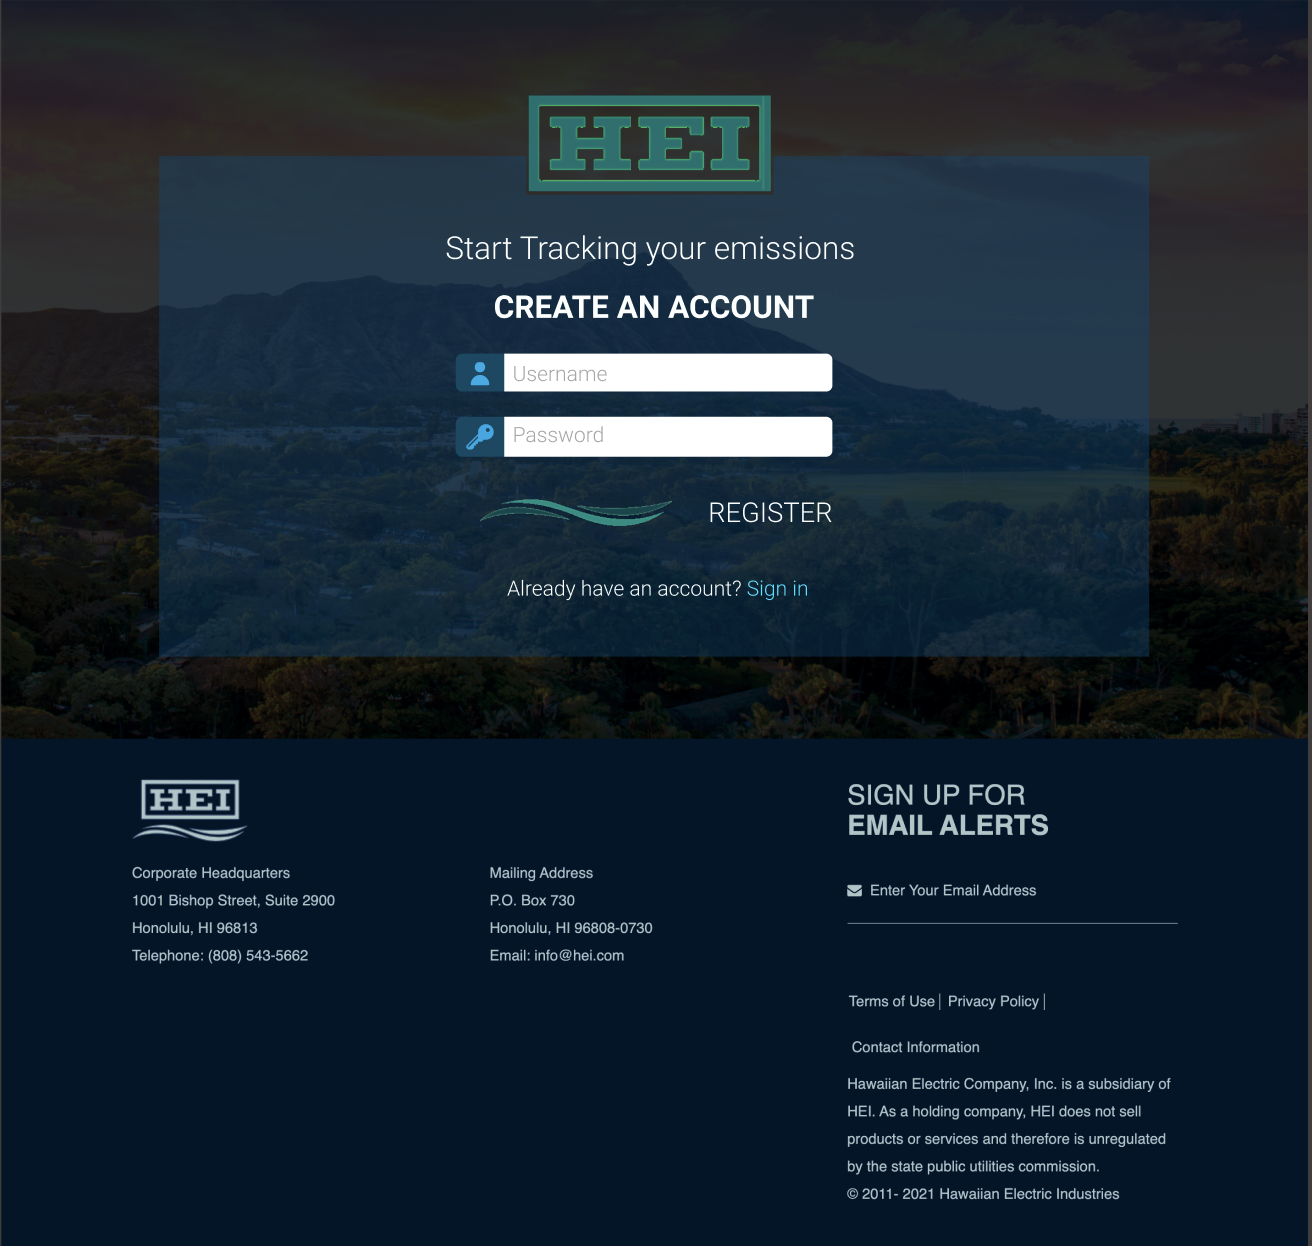 HEI
Start Tracking your emissions
CREATE AN ACCOUNT
Username
Password
REGISTER
Already have an account? Sign in
HEI
Corporate Headquarters
1001 Bishop Street, Suite 2900
Honolulu, HI 96813
Telephone: (808) 543-5662
Mailing Address
P.O. Box 730
Honolulu, HI 96808-0730
Email: info@hei.com
SIGN UP FOR
EMAIL ALERTS
Enter Your Email Address
Terms of Use | Privacy Policy |
Contact Information
Hawaiian Electric Company, Inc. is a subsidiary of
HEI. As a holding company, HEI does not sell
products or services and therefore is unregulated
by the state public utilities commission.
© 2011- 2021 Hawaiian Electric Industries